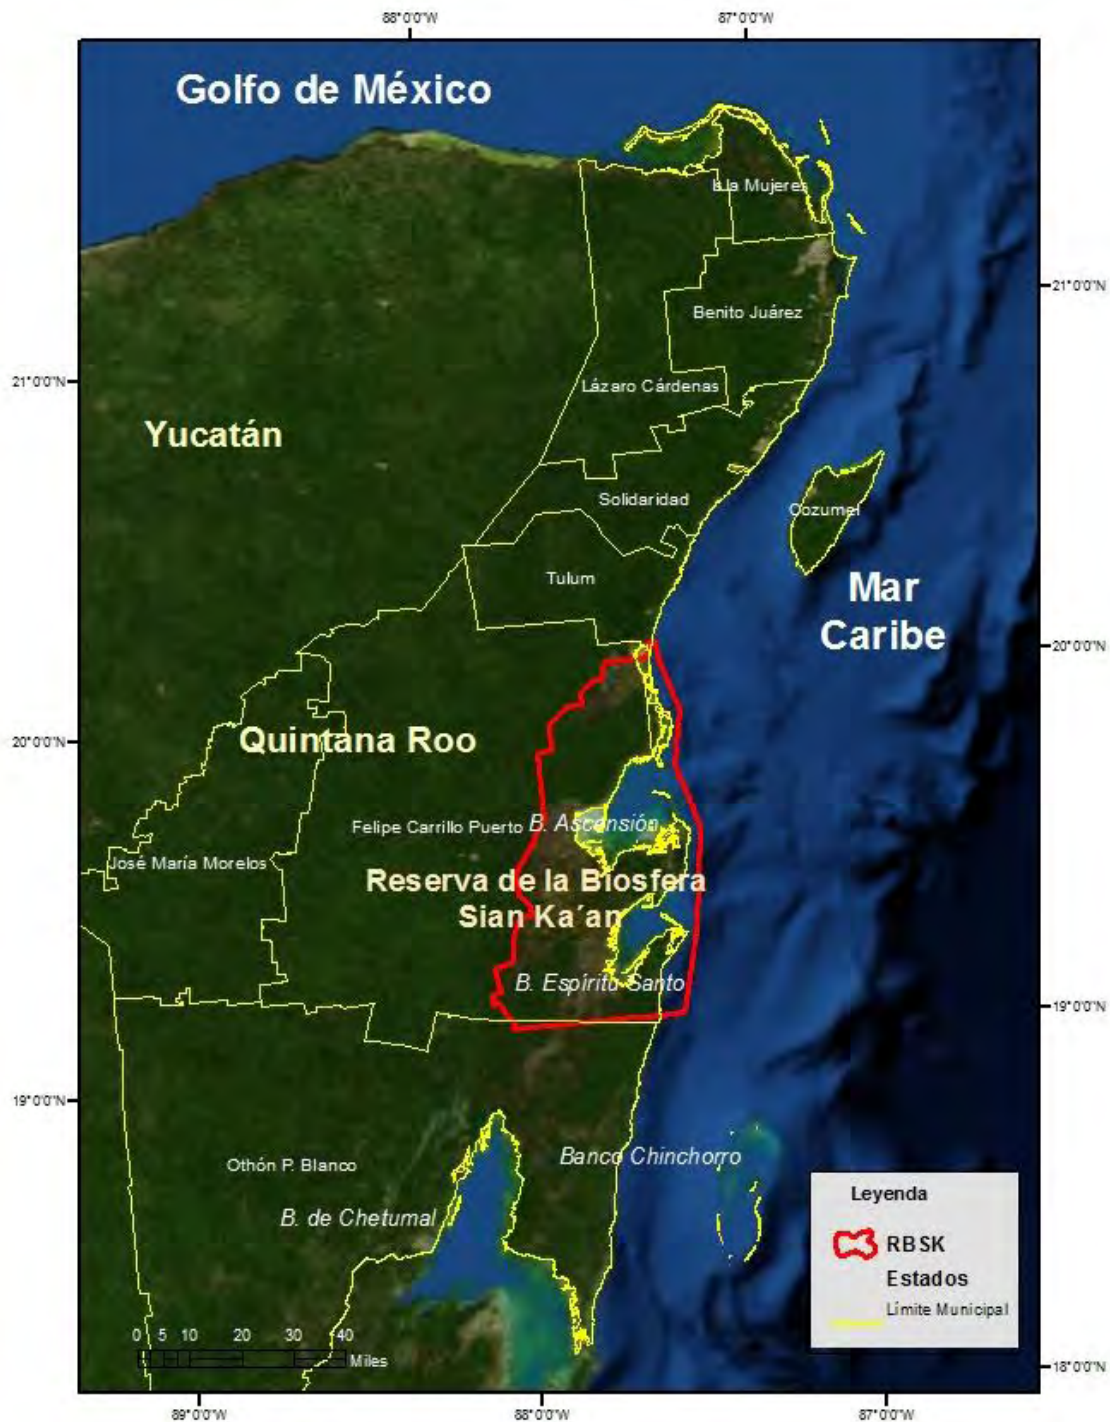 88°0'0"W
87°0'0"W
Golfo de México
Isla Mujeres
21°0'0"N
Benito Juárez
21°0'0"N
Lázaro Cárdenas
Yucatán
Solidaridad
Cozumel
Tulum
Mar
Caribe
20°0'0"N
Quintana Roo
20°0'0"N
Felipe Carrillo Puerto
B. Ascensión
José María Morelos
Reserva de la Biosfera
Sian Ka´an
B. Espíritu Santo
19°0'0"N
19°0'0"N
Banco Chinchorro
Othón P. Blanco
B. de Chetumal
Leyenda
RBSK
Estados
Límite Municipal
0 5 10 20 30 40
Miles
18°0'0"N
89°0'0"W
88°0'0"W
87°0'0"W